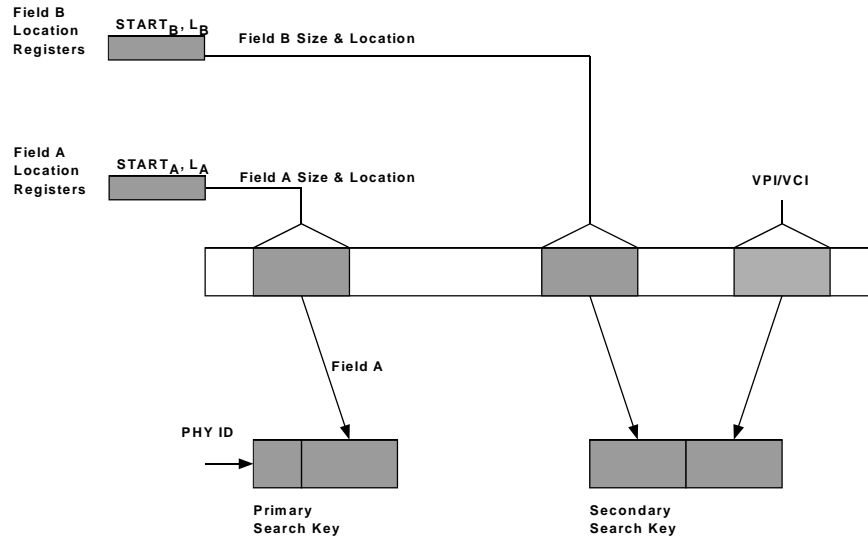 Field B
Location
Registers
START_B, L_B
Field B Size & Location
Field A
Location
Registers
START_A, L_A
Field A Size & Location
VPI/VCI
Field A
PHY ID
Primary
Search Key
Secondary
Search Key